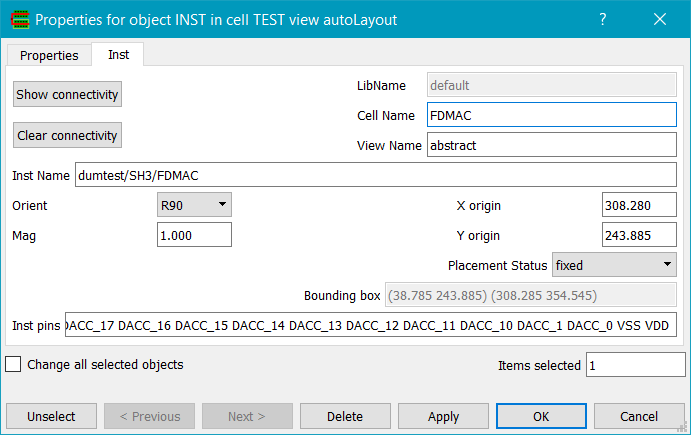 Properties for object INST in cell TEST view autoLayout
Properties Inst
Show connectivity
LibName default
Cell Name FDMAC
Clear connectivity
View Name abstract
Inst Name dumtest/SH3/FDMAC
Orient R90 X origin 308.280
Mag 1.000 Y origin 243.885
Placement Status fixed
Bounding box (38.785 243.885) (308.285 354.545)
Inst pins DACC_17 DACC_16 DACC_15 DACC_14 DACC_13 DACC_12 DACC_11 DACC_10 DACC_1 DACC_0 VSS VDD
Change all selected objects Items selected 1
Unselect < Previous Next > Delete Apply OK Cancel